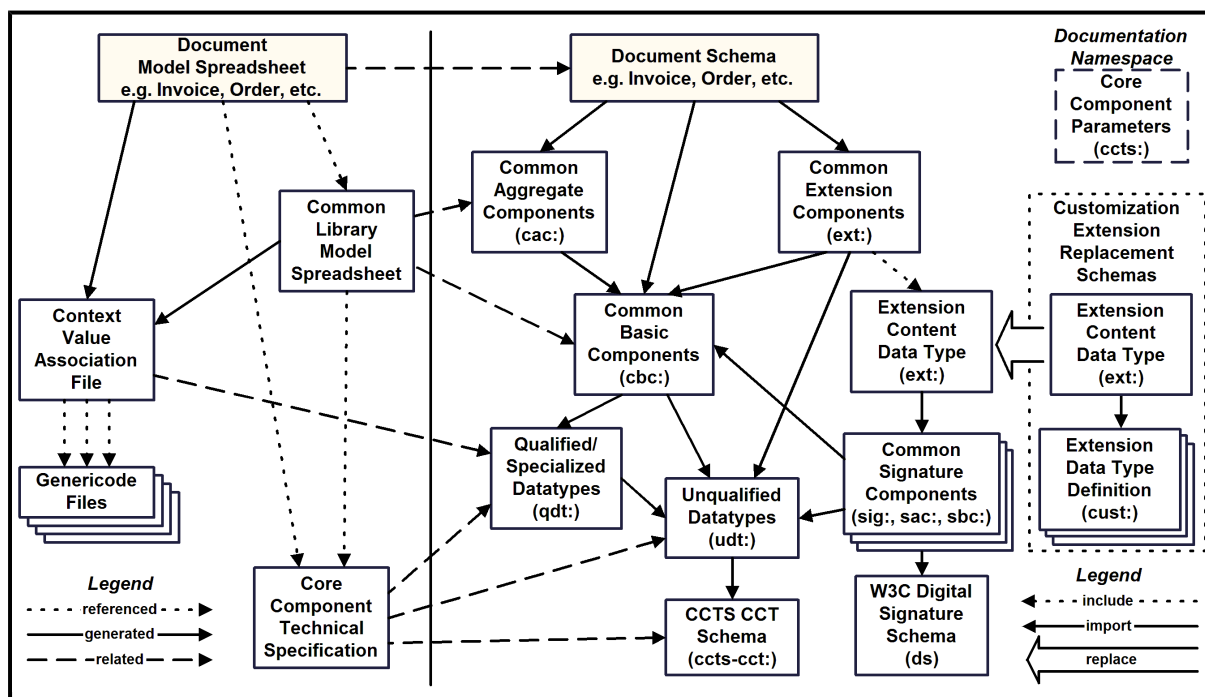 Document
Model Spreadsheet
e.g. Invoice, Order, etc.
Document Schema
e.g. Invoice, Order, etc.
Documentation
Namespace
Core
Component
Parameters
(ccts:)
Common
Aggregate
Components
(cac:)
Common
Extension
Components
(ext:)
Common
Library
Model
Spreadsheet
Customization
Extension
Replacement
Schemas
Context
Value
Association
File
Common
Basic
Components
(cbc:)
Extension
Content
Data Type
(ext:)
Extension
Content
Data Type
(ext:)
Genericode
Files
Qualified/
Specialized
Datatypes
(qdt:)
Unqualified
Datatypes
(udt:)
Common
Signature
Components
(sig:, sac:, sbc:)
Extension
Data Type
Definition
(cust:)
Core
Component
Technical
Specification
CCTS CCT
Schema
(ccts-cct:)
W3C Digital
Signature
Schema
(ds)
Legend
referenced
generated
related
Legend
include
import
replace